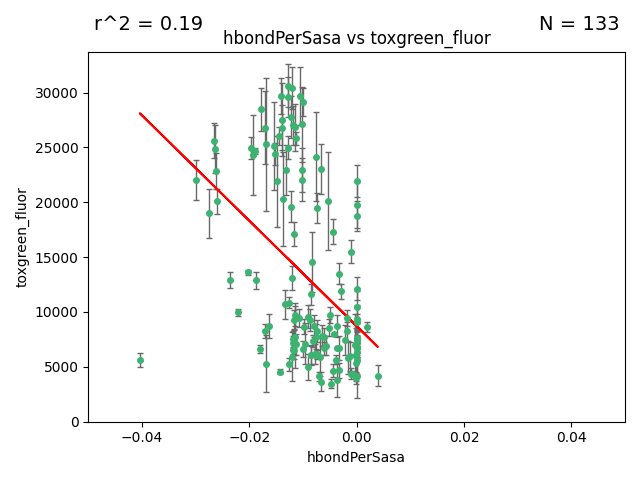 r^2 = 0.19
N = 133
hbondPerSasa vs toxgreen_fluor
toxgreen_fluor
30000
25000
20000
15000
10000
5000
0
−0.04
−0.02
0.00
0.02
0.04
hbondPerSasa